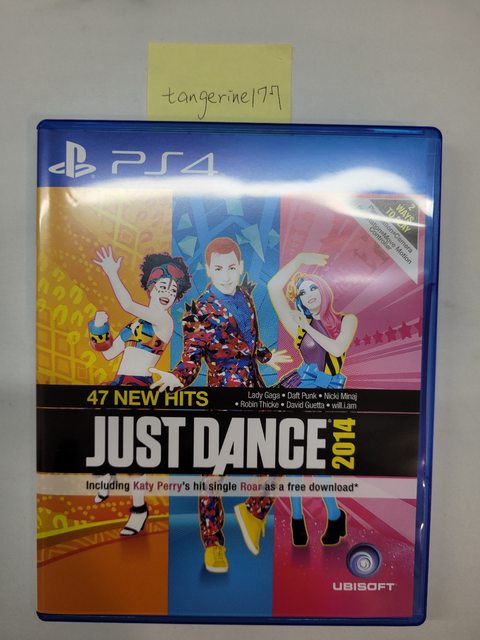 tangerine177
PS4
2 WAYS TO PLAY
47 NEW HITS
Lady Gaga • Daft Punk • Nicki Minaj
• Robin Thicke • David Guetta • will.i.am
JUST DANCE® 2014
Including Katy Perry's hit single Roar as a free download*
UBISOFT